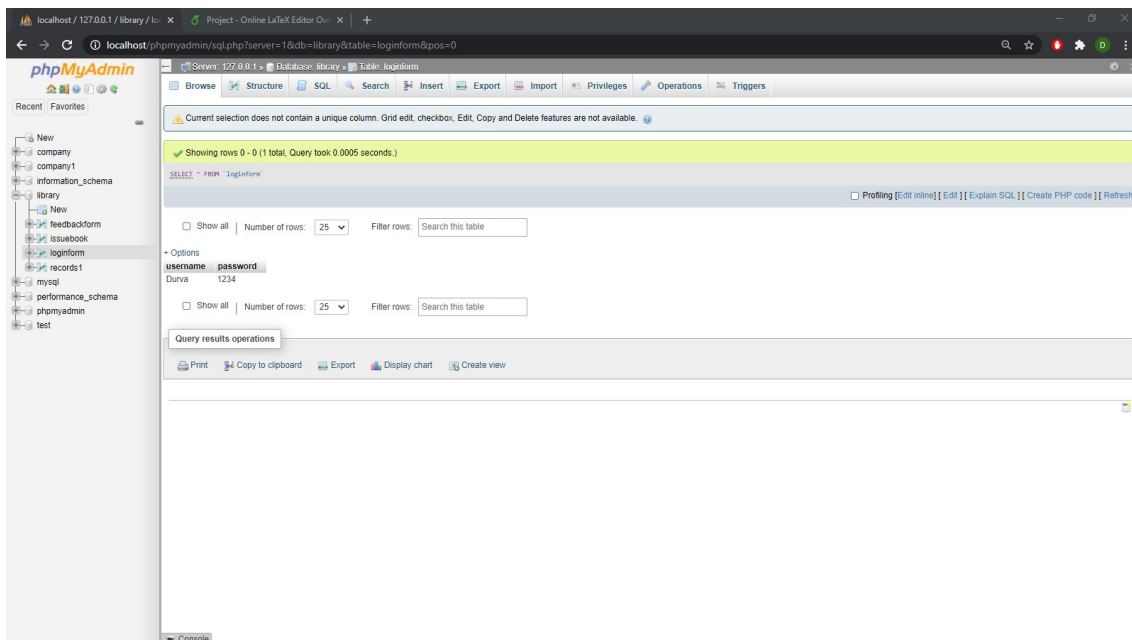 localhost / 127.0.0.1 / library / lo
Project - Online LaTeX Editor Ove
localhost/phpmyadmin/sql.php?server=1&db=library&table=loginform&pos=0
D
phpMyAdmin
Recent Favorites
New
company
company1
information_schema
library
New
feedbackform
issuebook
loginform
records1
mysql
performance_schema
phpmyadmin
test
Server: 127.0.0.1 » Database: library » Table: loginform
Browse Structure SQL Search Insert Export Import Privileges Operations Triggers
Current selection does not contain a unique column. Grid edit, checkbox, Edit, Copy and Delete features are not available.
Showing rows 0 - 0 (1 total, Query took 0.0005 seconds.)
SELECT * FROM `loginform`
Profiling [Edit inline] [ Edit ] [ Explain SQL ] [ Create PHP code ] [ Refresh
Show all | Number of rows: 25 Filter rows: Search this table
+ Options
username password
Durva 1234
Show all | Number of rows: 25 Filter rows: Search this table
Query results operations
Print Copy to clipboard Export Display chart Create view
Console